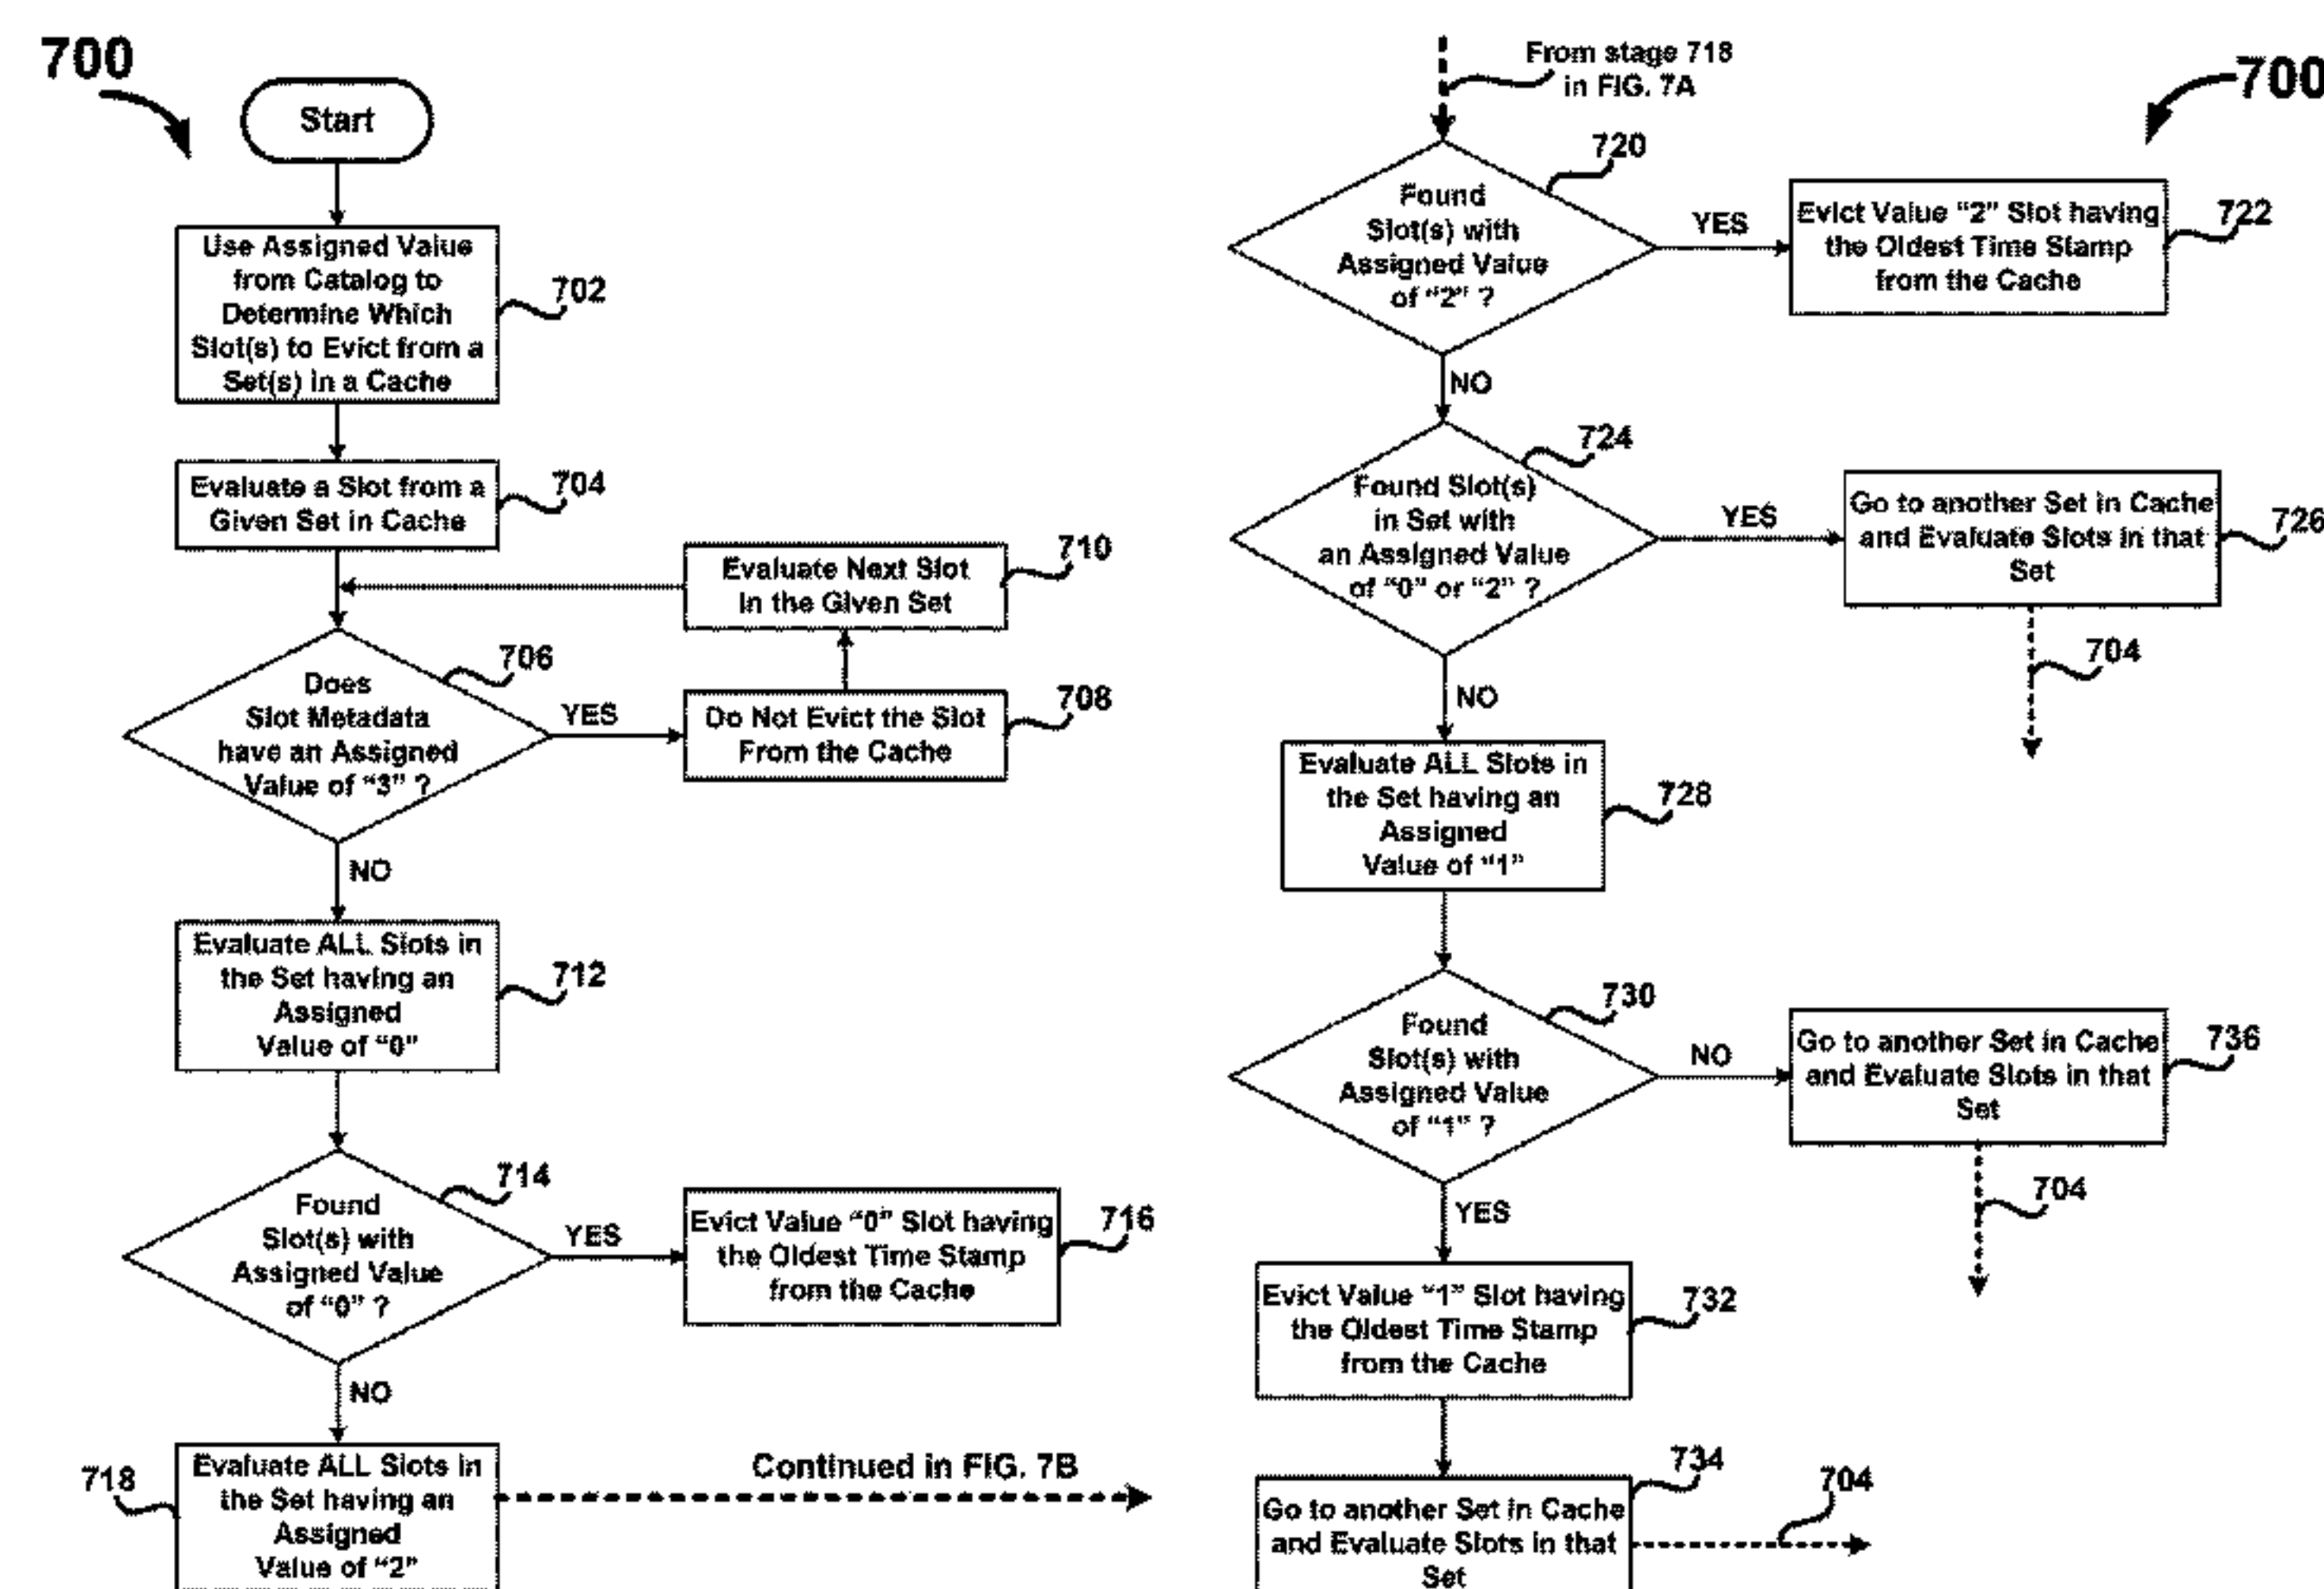 700
Start
Use Assigned Value
from Catalog to
Determine Which
Slot(s) to Evict from a
Set(s) in a Cache
702
Evaluate a Slot from a
Given Set in Cache
704
Evaluate Next Slot
in the Given Set
710
Does
Slot Metadata
have an Assigned
Value of "3" ?
706
YES
Do Not Evict the Slot
From the Cache
708
NO
Evaluate ALL Slots in
the Set having an
Assigned
Value of "0"
712
Found
Slot(s) with
Assigned Value
of "0" ?
714
YES
Evict Value "0" Slot having
the Oldest Time Stamp
from the Cache
716
NO
718
Evaluate ALL Slots in
the Set having an
Assigned
Value of "2"
Continued in FIG. 7B
From stage 718
in FIG. 7A
700
Found
Slot(s) with
Assigned Value
of "2" ?
720
YES
Evict Value "2" Slot having
the Oldest Time Stamp
from the Cache
722
NO
Found Slot(s)
in Set with
an Assigned Value
of "0" or "2" ?
724
YES
Go to another Set in Cache
and Evaluate Slots in that
Set
726
704
NO
Evaluate ALL Slots in
the Set having an
Assigned
Value of "1"
728
Found
Slot(s) with
Assigned Value
of "1" ?
730
NO
Go to another Set in Cache
and Evaluate Slots in that
Set
736
704
YES
Evict Value "1" Slot having
the Oldest Time Stamp
from the Cache
732
Go to another Set in Cache
and Evaluate Slots in that
Set
734
704